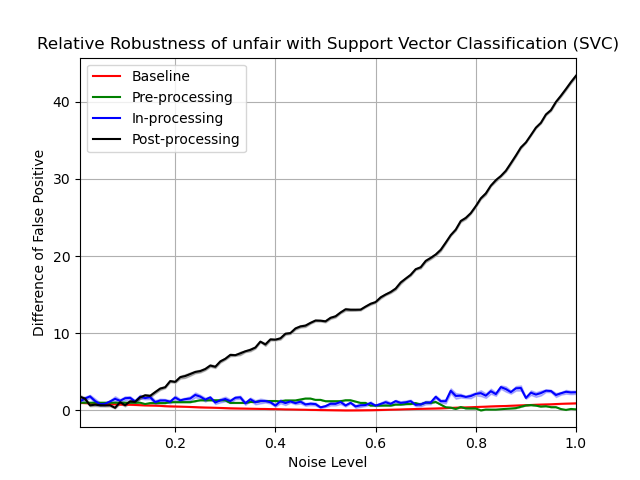 Relative Robustness of unfair with Support Vector Classification (SVC)
Baseline
Pre-processing
In-processing
Post-processing
Difference of False Positive
40
30
20
10
0
0.2 0.4 0.6 0.8 1.0
Noise Level